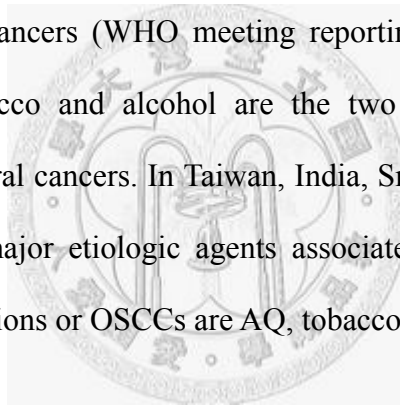 ancers (WHO meeting reportin
cco and alcohol are the two
ral cancers. In Taiwan, India, Sr
major etiologic agents associate
ions or OSCCs are AQ, tobacco